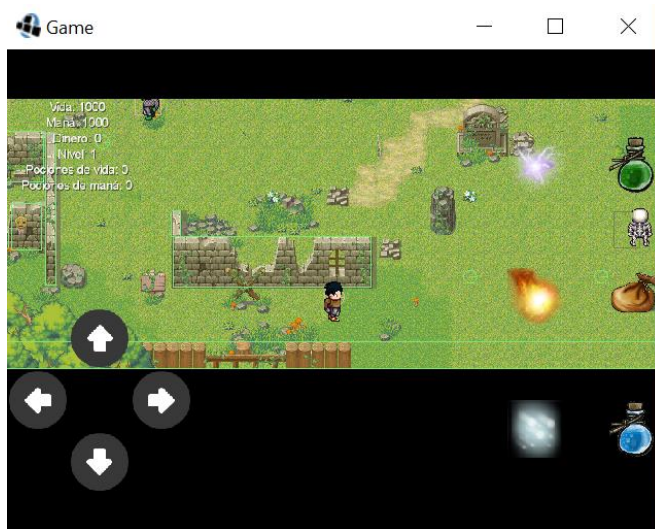 Game
Vida: 1000
Maná: 1000
Dinero: 0
Nivel: 1
Pociones de vida: 0
Pociones de maná: 0